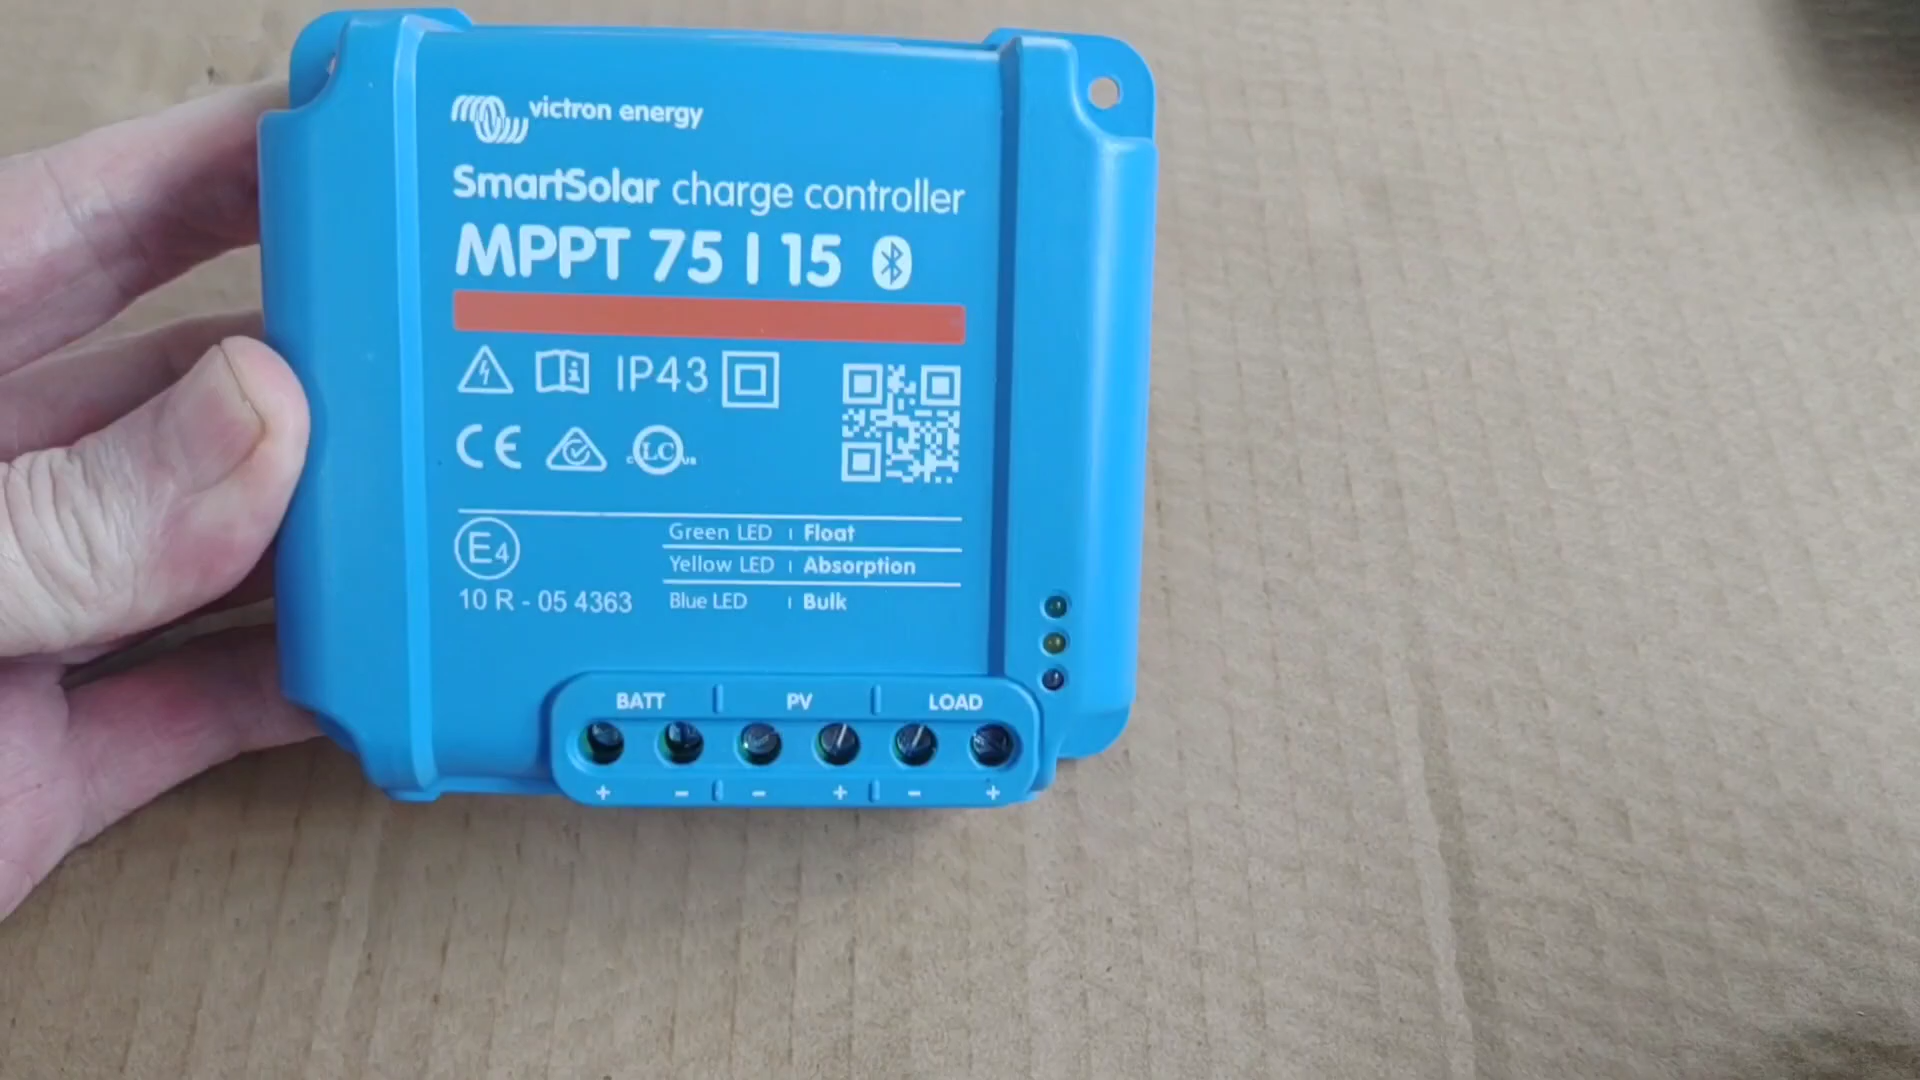 victron energy
SmartSolar charge controller
MPPT 75 | 15
IP43
CE
c LC us
E4
10 R - 05 4363
Green LED | Float
Yellow LED | Absorption
Blue LED | Bulk
BATT | PV | LOAD
+ - | - + | - +